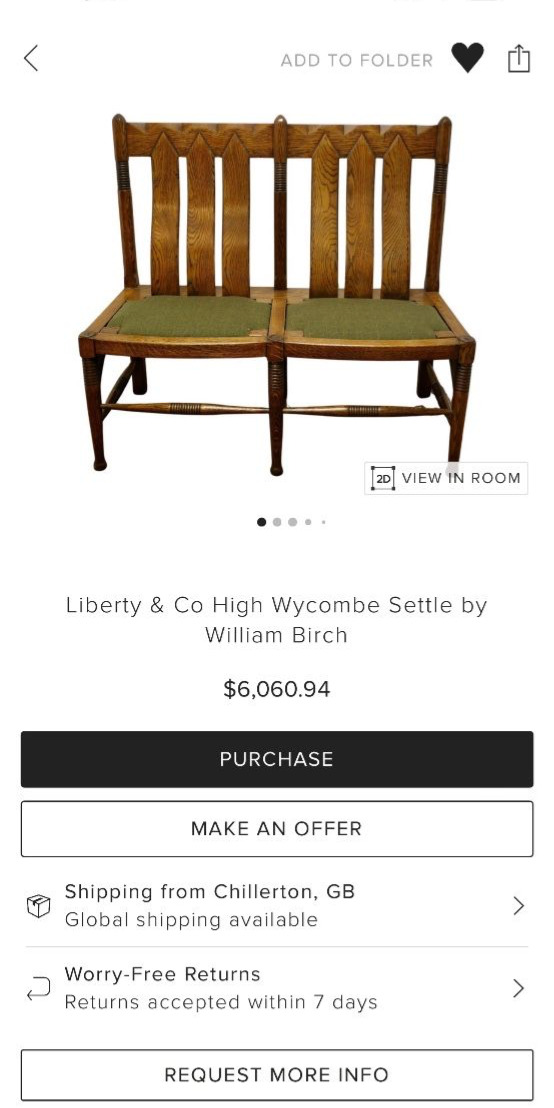 ADD TO FOLDER
2D VIEW IN ROOM
Liberty & Co High Wycombe Settle by
William Birch
$6,060.94
PURCHASE
MAKE AN OFFER
Shipping from Chillerton, GB
Global shipping available
Worry-Free Returns
Returns accepted within 7 days
REQUEST MORE INFO